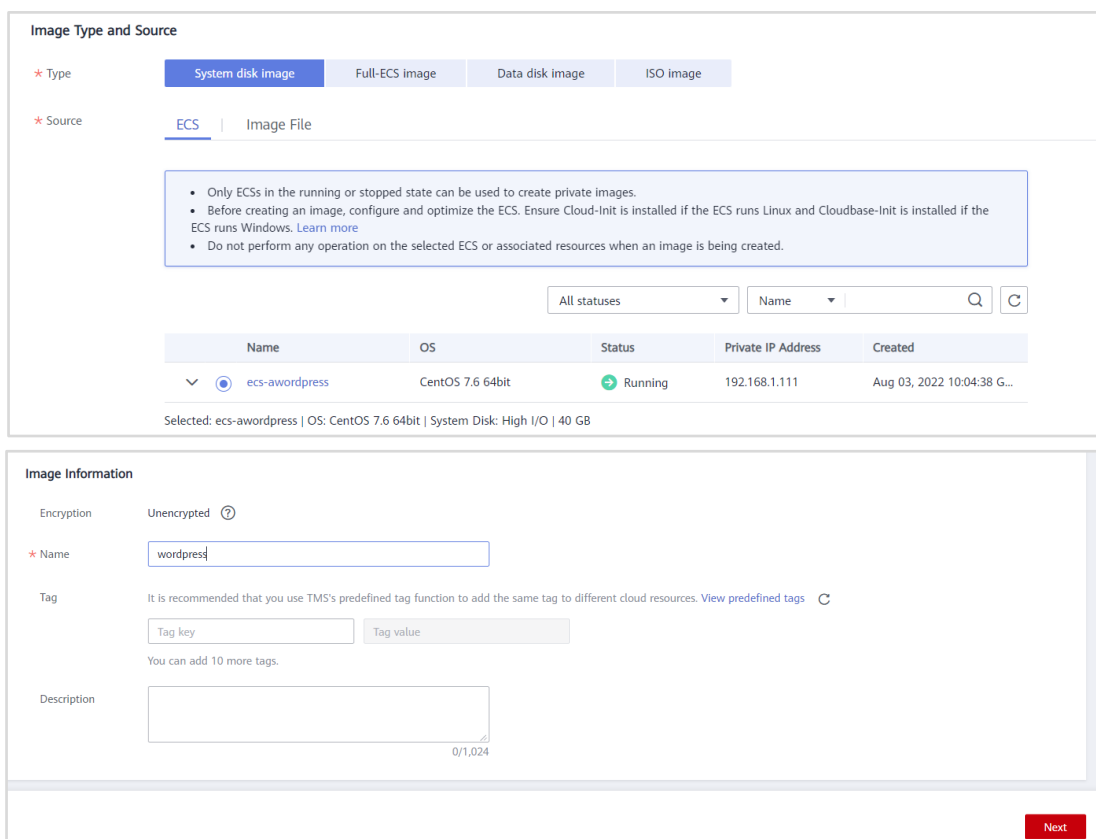 Image Type and Source
* Type
System disk image
Full-ECS image
Data disk image
ISO image
* Source
ECS
Image File
• Only ECSs in the running or stopped state can be used to create private images.
• Before creating an image, configure and optimize the ECS. Ensure Cloud-Init is installed if the ECS runs Linux and Cloudbase-Init is installed if the
ECS runs Windows. Learn more
• Do not perform any operation on the selected ECS or associated resources when an image is being created.
All statuses
Name
Name OS Status Private IP Address Created
ecs-awordpress CentOS 7.6 64bit Running 192.168.1.111 Aug 03, 2022 10:04:38 G...
Selected: ecs-awordpress | OS: CentOS 7.6 64bit | System Disk: High I/O | 40 GB
Image Information
Encryption Unencrypted ?
* Name wordpress
Tag It is recommended that you use TMS's predefined tag function to add the same tag to different cloud resources. View predefined tags
Tag key Tag value
You can add 10 more tags.
Description
0/1,024
Next